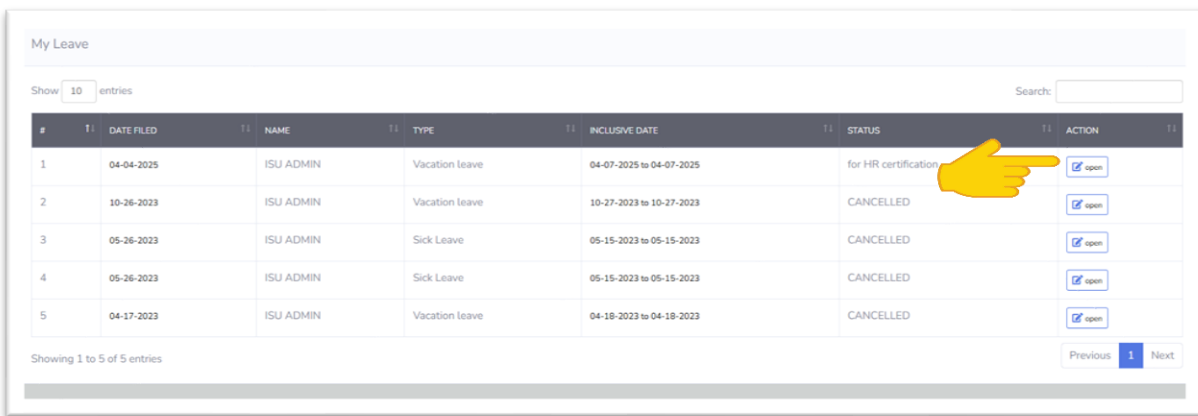 My Leave
Show 10 entries Search:
# DATE FILED NAME TYPE INCLUSIVE DATE STATUS ACTION
1 04-04-2025 ISU ADMIN Vacation leave 04-07-2025 to 04-07-2025 for HR certification open
2 10-26-2023 ISU ADMIN Vacation leave 10-27-2023 to 10-27-2023 CANCELLED open
3 05-26-2023 ISU ADMIN Sick Leave 05-15-2023 to 05-15-2023 CANCELLED open
4 05-26-2023 ISU ADMIN Sick Leave 05-15-2023 to 05-15-2023 CANCELLED open
5 04-17-2023 ISU ADMIN Vacation leave 04-18-2023 to 04-18-2023 CANCELLED open
Showing 1 to 5 of 5 entries Previous 1 Next